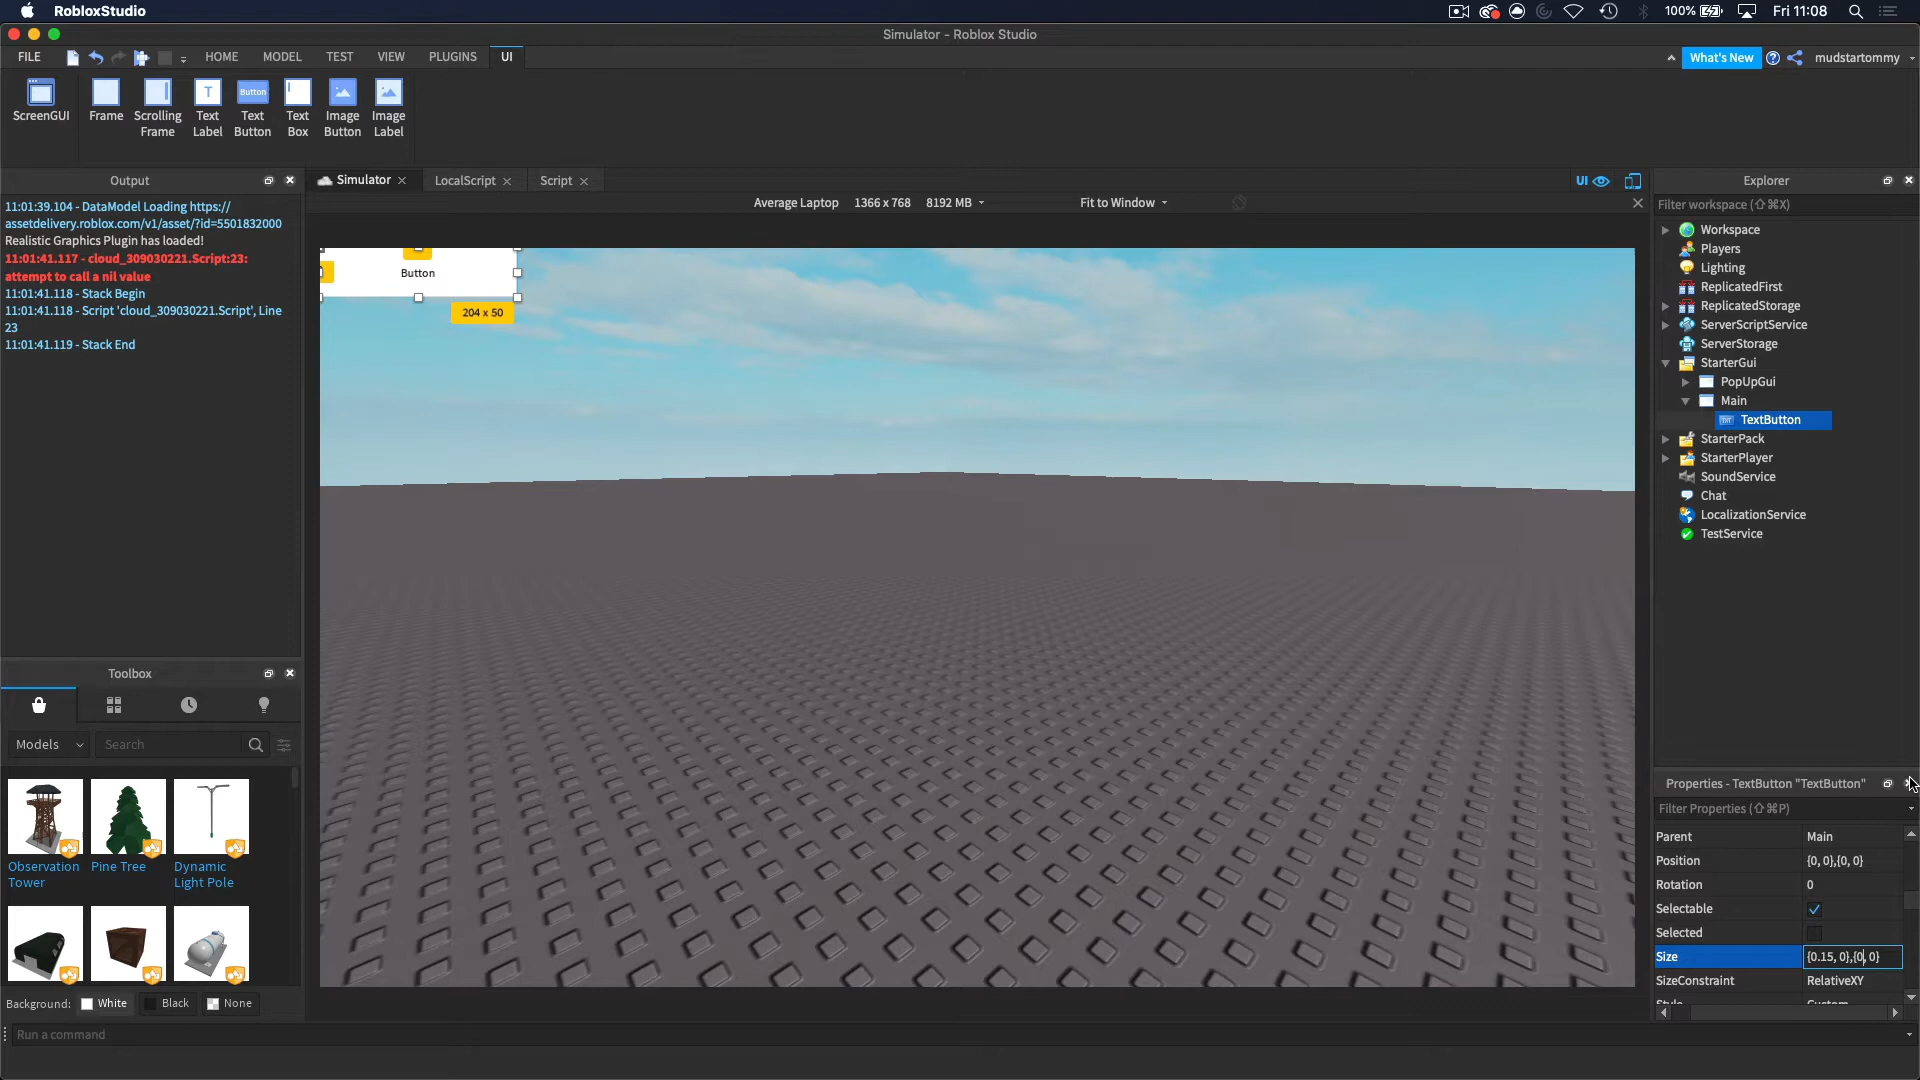 RobloxStudio
100%
Fri 11:08
Simulator - Roblox Studio
FILE
HOME
MODEL
TEST
VIEW
PLUGINS
UI
What's New
mudstartommy
ScreenGUI
Frame
Scrolling
Frame
Text
Label
Button
Text
Button
Text
Box
Image
Button
Image
Label
Output
11:01:39.104 - DataModel Loading https://
assetdelivery.roblox.com/v1/asset/?id=5501832000
Realistic Graphics Plugin has loaded!
11:01:41.117 - cloud_309030221.Script:23:
attempt to call a nil value
11:01:41.118 - Stack Begin
11:01:41.118 - Script 'cloud_309030221.Script', Line
23
11:01:41.119 - Stack End
Toolbox
Models
Search
Observation
Tower
Pine Tree
Dynamic
Light Pole
Background:
White
Black
None
Run a command
Simulator
LocalScript
Script
UI
Average Laptop
1366 x 768
8192 MB
Fit to Window
Button
204 x 50
Explorer
Filter workspace (⇧⌘X)
Workspace
Players
Lighting
ReplicatedFirst
ReplicatedStorage
ServerScriptService
ServerStorage
StarterGui
PopUpGui
Main
TextButton
StarterPack
StarterPlayer
SoundService
Chat
LocalizationService
TestService
Properties - TextButton "TextButton"
Filter Properties (⇧⌘P)
Parent Main
Position {0, 0},{0, 0}
Rotation 0
Selectable
Selected
Size {0.15, 0},{0, 0}
SizeConstraint RelativeXY
Style Custom